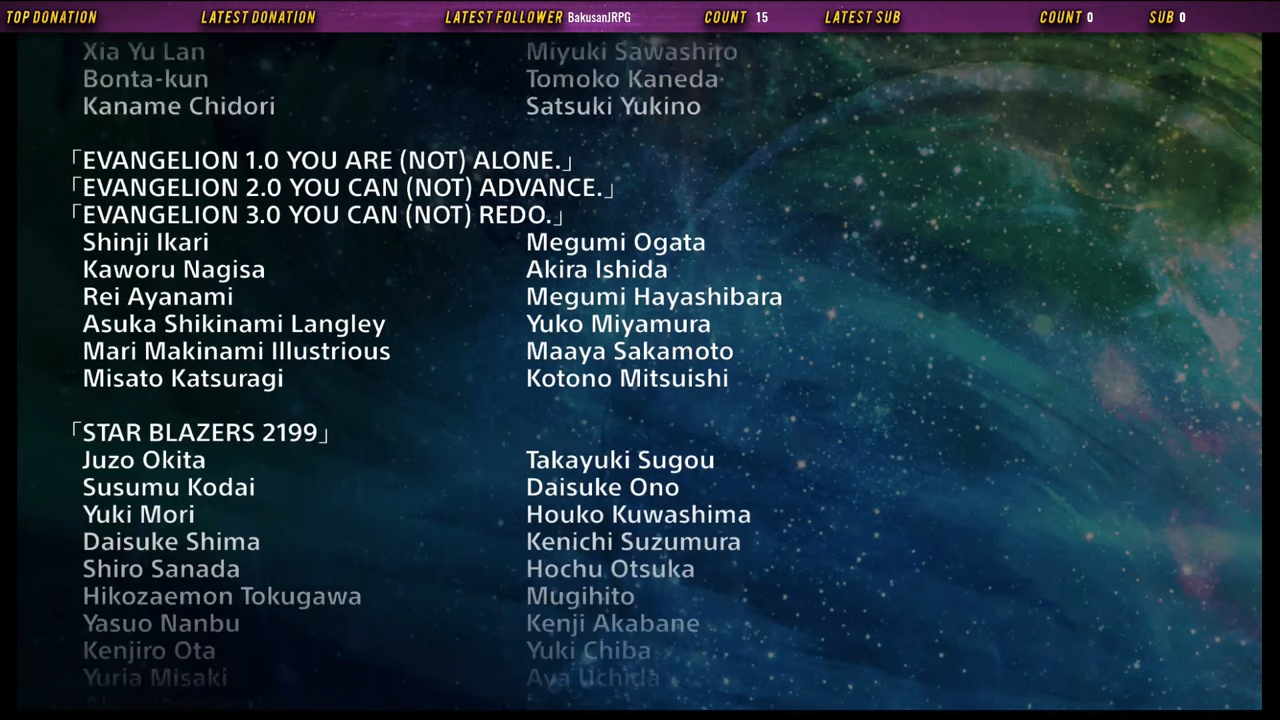 TOP DONATION LATEST DONATION LATEST FOLLOWER BakusanJRPG COUNT 15 LATEST SUB COUNT 0 SUB 0
Xia Yu Lan Miyuki Sawashiro
Bonta-kun Tomoko Kaneda
Kaname Chidori Satsuki Yukino
「EVANGELION 1.0 YOU ARE (NOT) ALONE.」
「EVANGELION 2.0 YOU CAN (NOT) ADVANCE.」
「EVANGELION 3.0 YOU CAN (NOT) REDO.」
Shinji Ikari Megumi Ogata
Kaworu Nagisa Akira Ishida
Rei Ayanami Megumi Hayashibara
Asuka Shikinami Langley Yuko Miyamura
Mari Makinami Illustrious Maaya Sakamoto
Misato Katsuragi Kotono Mitsuishi
「STAR BLAZERS 2199」
Juzo Okita Takayuki Sugou
Susumu Kodai Daisuke Ono
Yuki Mori Houko Kuwashima
Daisuke Shima Kenichi Suzumura
Shiro Sanada Hochu Otsuka
Hikozaemon Tokugawa Mugihito
Yasuo Nanbu Kenji Akabane
Kenjiro Ota Yuki Chiba
Yuria Misaki Aya Uchida